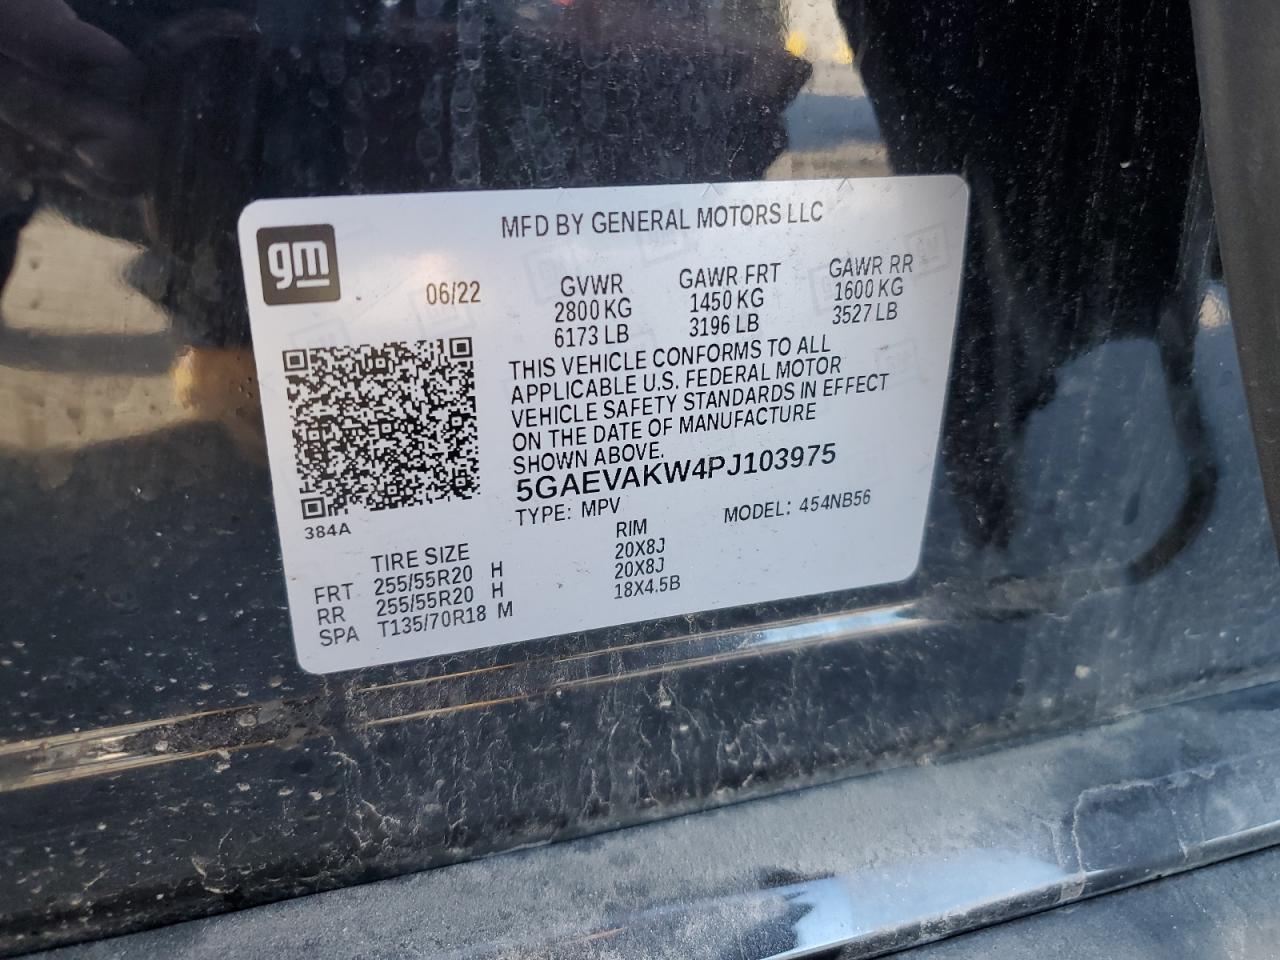 MFD BY GENERAL MOTORS LLC
gm
06/22
GVWR GAWR FRT GAWR RR
2800 KG 1450 KG 1600 KG
6173 LB 3196 LB 3527 LB
THIS VEHICLE CONFORMS TO ALL
APPLICABLE U.S. FEDERAL MOTOR
VEHICLE SAFETY STANDARDS IN EFFECT
ON THE DATE OF MANUFACTURE
SHOWN ABOVE.
5GAEVAKW4PJ103975
TYPE: MPV MODEL: 454NB56
384A
TIRE SIZE RIM
FRT 255/55R20 H 20X8J
RR 255/55R20 H 20X8J
SPA T135/70R18 M 18X4.5B